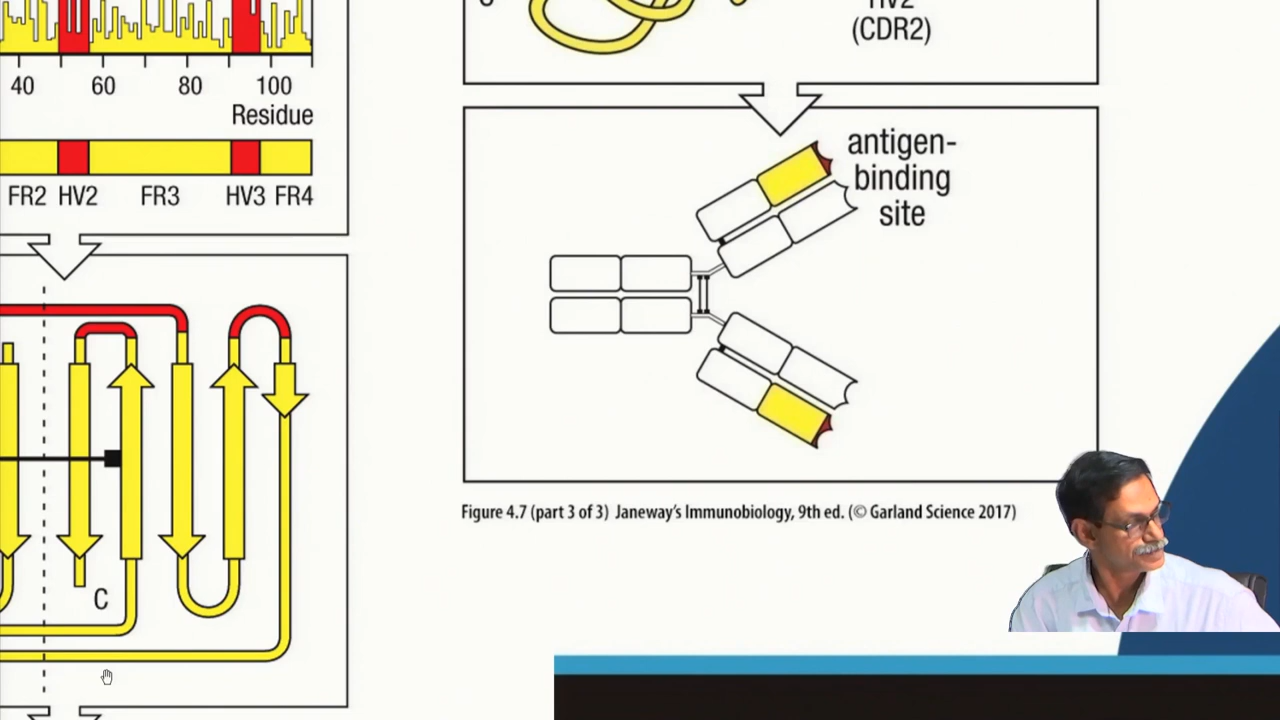 40 60 80 100
Residue
FR2 HV2 FR3 HV3 FR4
C
(CDR2)
antigen-
binding
site
Figure 4.7 (part 3 of 3) Janeway's Immunobiology, 9th ed. (© Garland Science 2017)